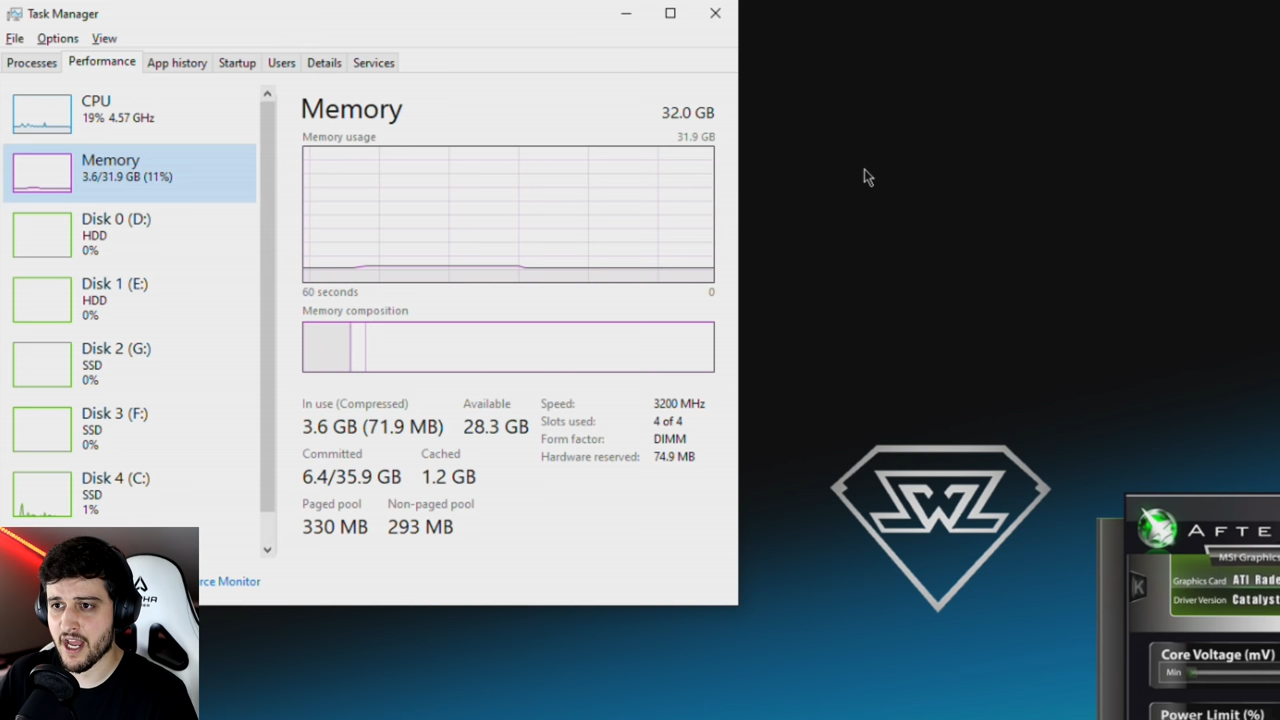 Task Manager
File Options View
Processes Performance App history Startup Users Details Services
CPU
19% 4.57 GHz
Memory
3.6/31.9 GB (11%)
Disk 0 (D:)
HDD
0%
Disk 1 (E:)
HDD
0%
Disk 2 (G:)
SSD
0%
Disk 3 (F:)
SSD
0%
Disk 4 (C:)
SSD
1%
Memory 32.0 GB
Memory usage 31.9 GB
60 seconds 0
Memory composition
In use (Compressed) Available
3.6 GB (71.9 MB) 28.3 GB
Committed Cached
6.4/35.9 GB 1.2 GB
Paged pool Non-paged pool
330 MB 293 MB
Speed: 3200 MHz
Slots used: 4 of 4
Form factor: DIMM
Hardware reserved: 74.9 MB
rce Monitor
AFTE
MSI Graphics
K
Graphics Card ATI Rade
Driver Version Catalyst
Core Voltage (mV)
Min
Power Limit (%)